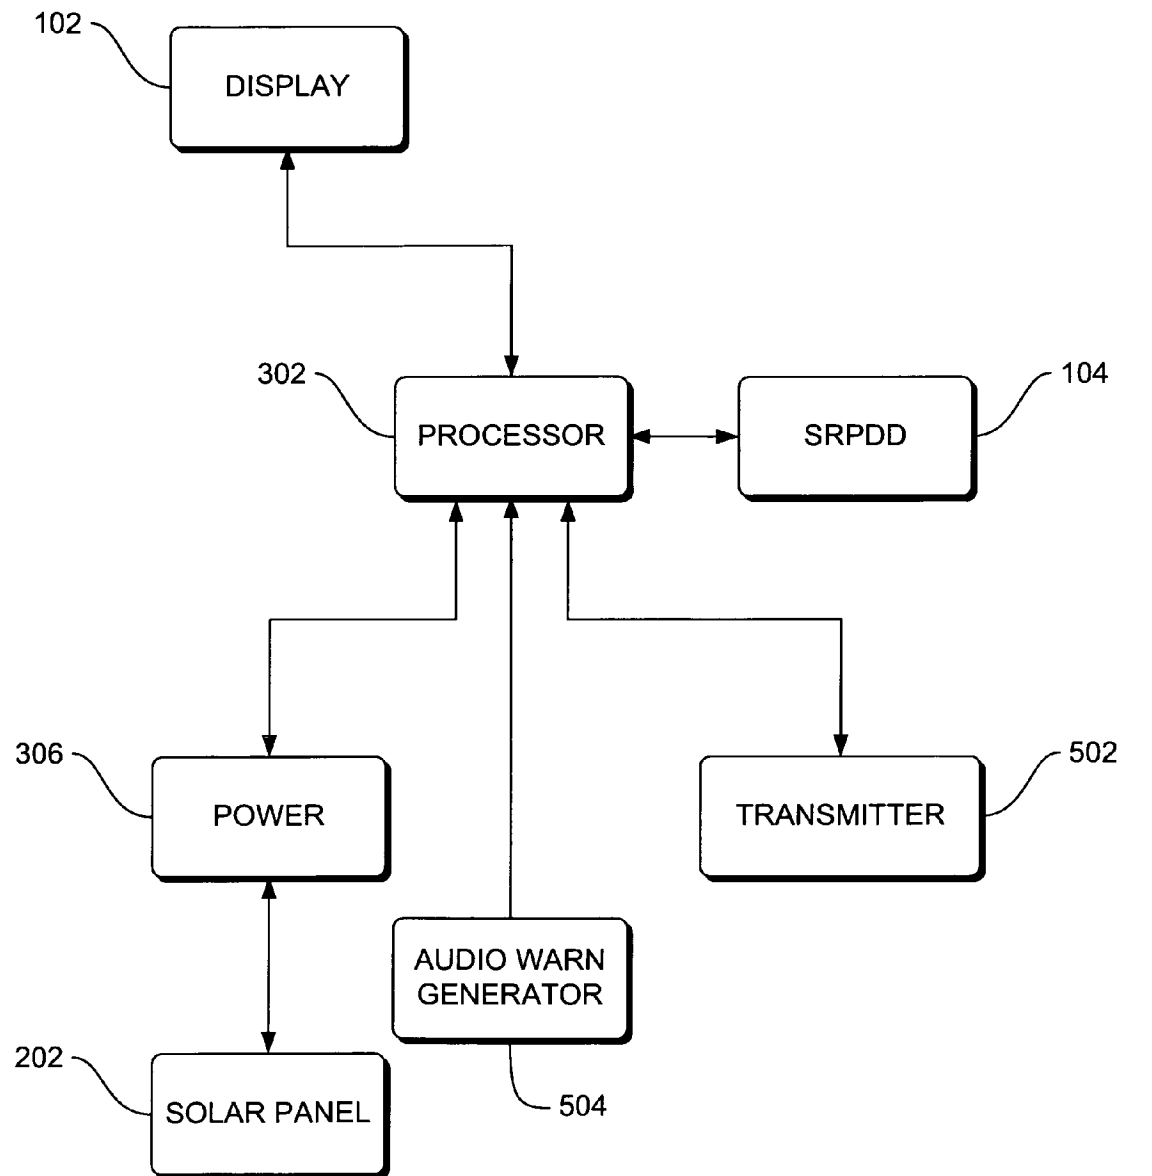 102
DISPLAY
302
PROCESSOR
SRPDD
104
306
POWER
TRANSMITTER
502
AUDIO WARN
GENERATOR
202
SOLAR PANEL
504